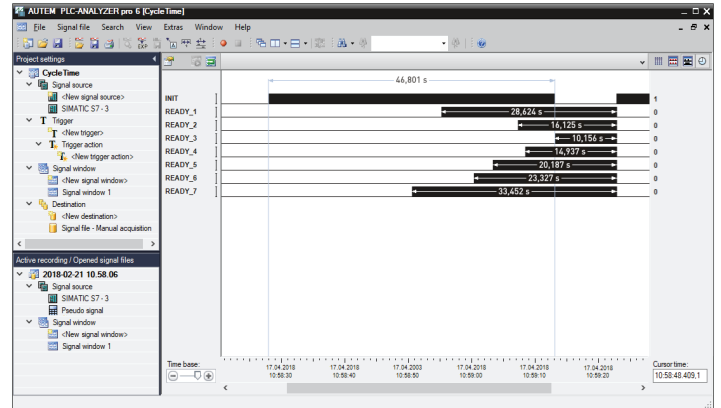 AUTEM PLC-ANALYZER pro 6 [CycleTime]
File Signal file Search View Extras Window Help
Project settings
CycleTime
Signal source
<New signal source>
SIMATIC S7 - 3
Trigger
<New trigger>
Trigger action
<New trigger action>
Signal window
<New signal window>
Signal window 1
Destination
<New destination>
Signal file - Manual acquisition
Active recording / Opened signal files
2018-02-21 10.58.06
Signal source
SIMATIC S7 - 3
Pseudo signal
Signal window
<New signal window>
Signal window 1
46,801 s
INIT 1
READY_1 28,624 s 0
READY_2 16,125 s 0
READY_3 10,156 s 0
READY_4 14,937 s 0
READY_5 20,187 s 0
READY_6 23,327 s 0
READY_7 33,452 s 0
Time base:
17.04.2018 17.04.2018 17.04.2003 17.04.2018 17.04.2018 17.04.2018
10:58:30 10:58:40 10:58:50 10:59:00 10:59:10 10:59:20
Cursor time:
10:58:48.409,1